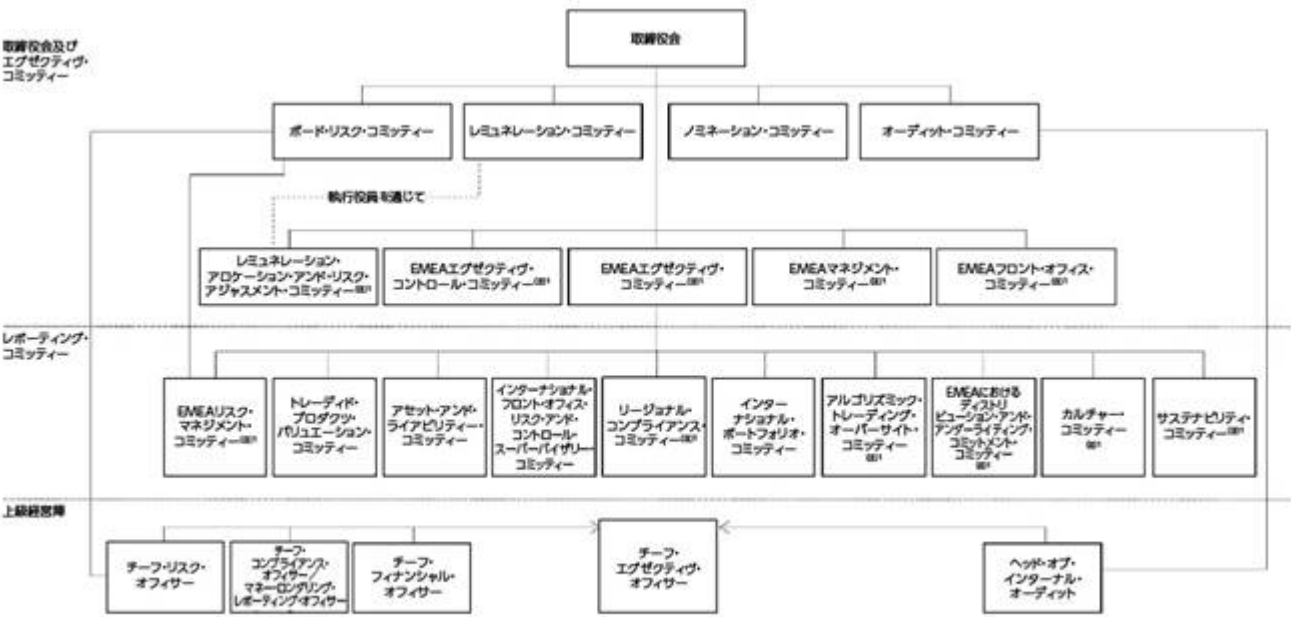 取締役会及び
エグゼクティヴ・
コミッティー
取締役会
ボード・リスク・コミッティー
レミュネレーション・コミッティー
ノミネーション・コミッティー
オーディット・コミッティー
執行役員を通じて
レミュネレーション・
アロケーション・アンド・リスク・
アジャスメント・コミッティー(注)1
EMEAエグゼクティヴ・
コントロール・コミッティー(注)1
EMEAエグゼクティヴ・
コミッティー(注)1
EMEAマネジメント・
コミッティー(注)1
EMEAフロント・オフィス・
コミッティー(注)1
レポーティング・
コミッティー
EMEAリスク・
マネジメント・
コミッティー(注)1
トレーディド・
プロダクツ・
バリュエーション・
コミッティー
アセット・アンド・
ライアビリティー・
コミッティー
インターナショナル・
フロント・オフィス・
リスク・アンド・
コントロール・
スーパーバイザリー・
コミッティー
リージョナル・
コンプライアンス・
コミッティー(注)1
インター
ナショナル・
ポートフォリオ・
コミッティー
アルゴリズミック・
トレーディング・
オーバーサイト・
コミッティー
(注)1
EMEAにおける
ディストリ
ビューション・アンド・
アンダーライティング・
コミットメント・
コミッティー
(注)1
カルチャー・
コミッティー
(注)1
サステナビリティ・
コミッティー(注)1
上級経営陣
チーフ・リスク・
オフィサー
チーフ・
コンプライアンス・
オフィサー/
マネー・ロンダリング・
レポーティング・オフィサー
チーフ・
フィナンシャル・
オフィサー
チーフ・
エグゼクティヴ・
オフィサー
ヘッド・オブ・
インターナル・
オーディット